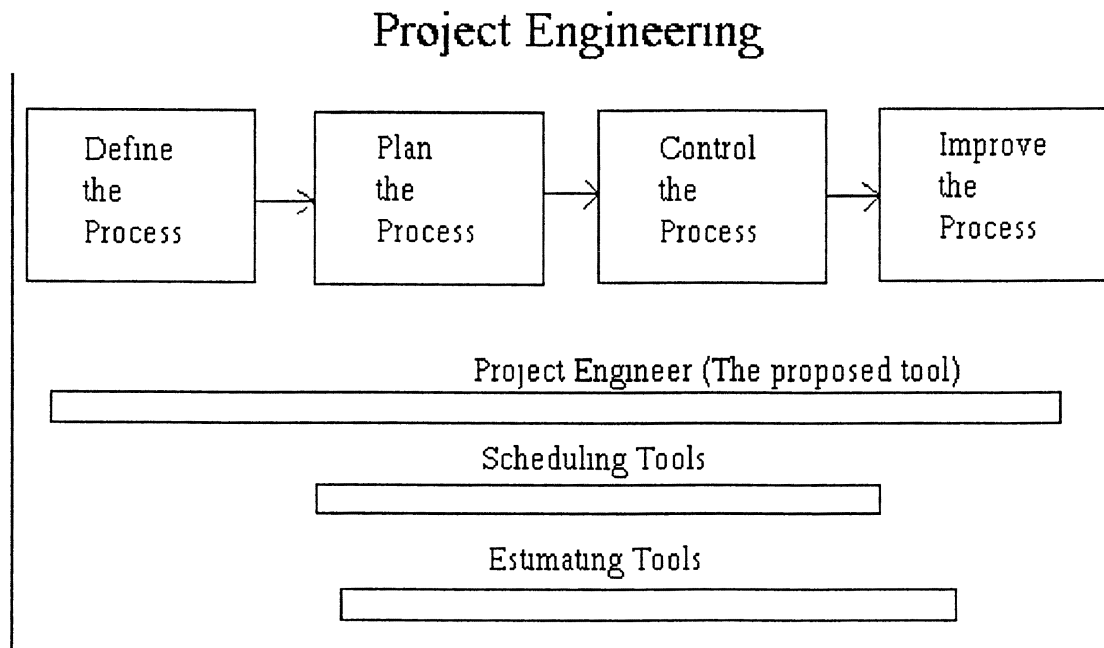 Project Engineering
Define
the
Process
Plan
the
Process
Control
the
Process
Improve
the
Process
Project Engineer (The proposed tool)
Scheduling Tools
Estimating Tools